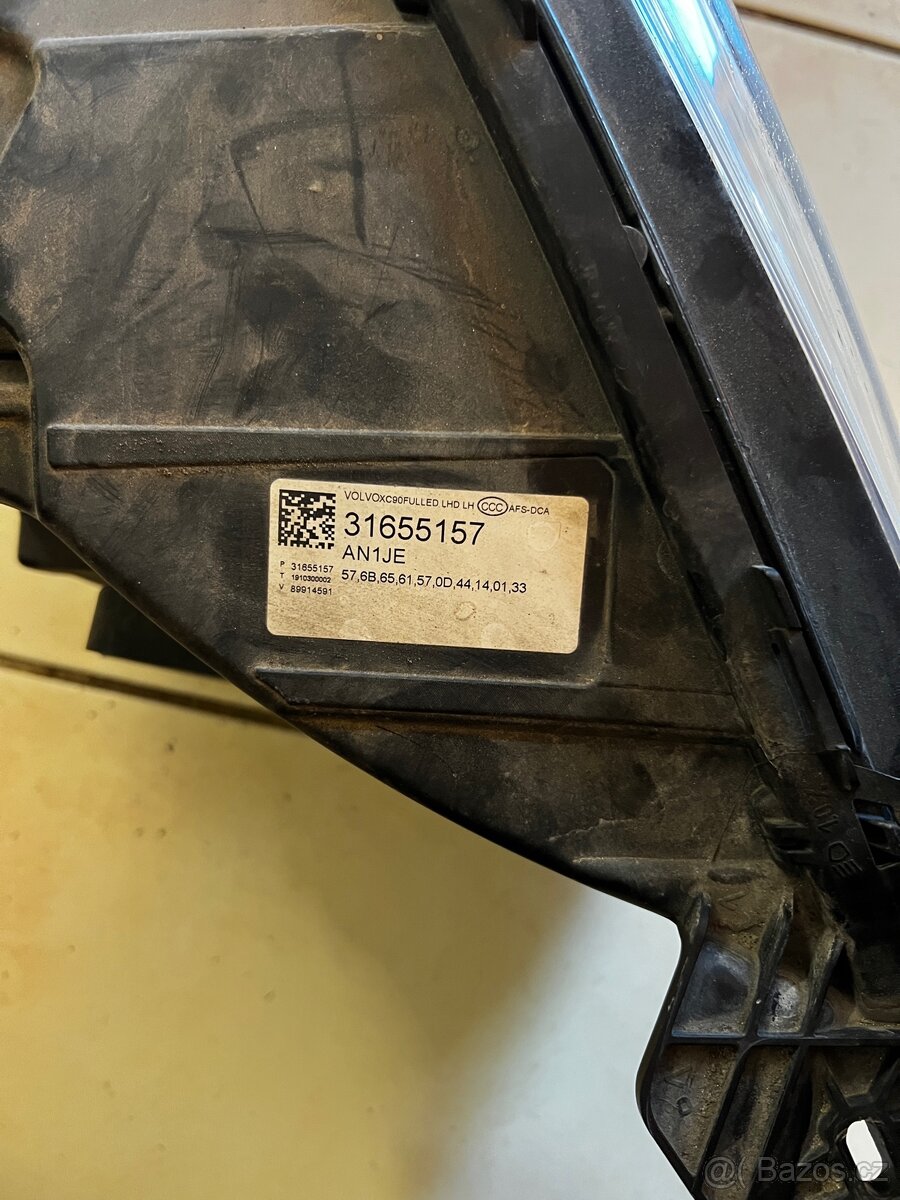 VOLVOXC90FULLED LHD LH CCC AFS-DCA
31655157
AN1JE
P 31655157
T 1910300002
V 89914591
57,6B,65,61,57,0D,44,14,01,33
Bazos.cz